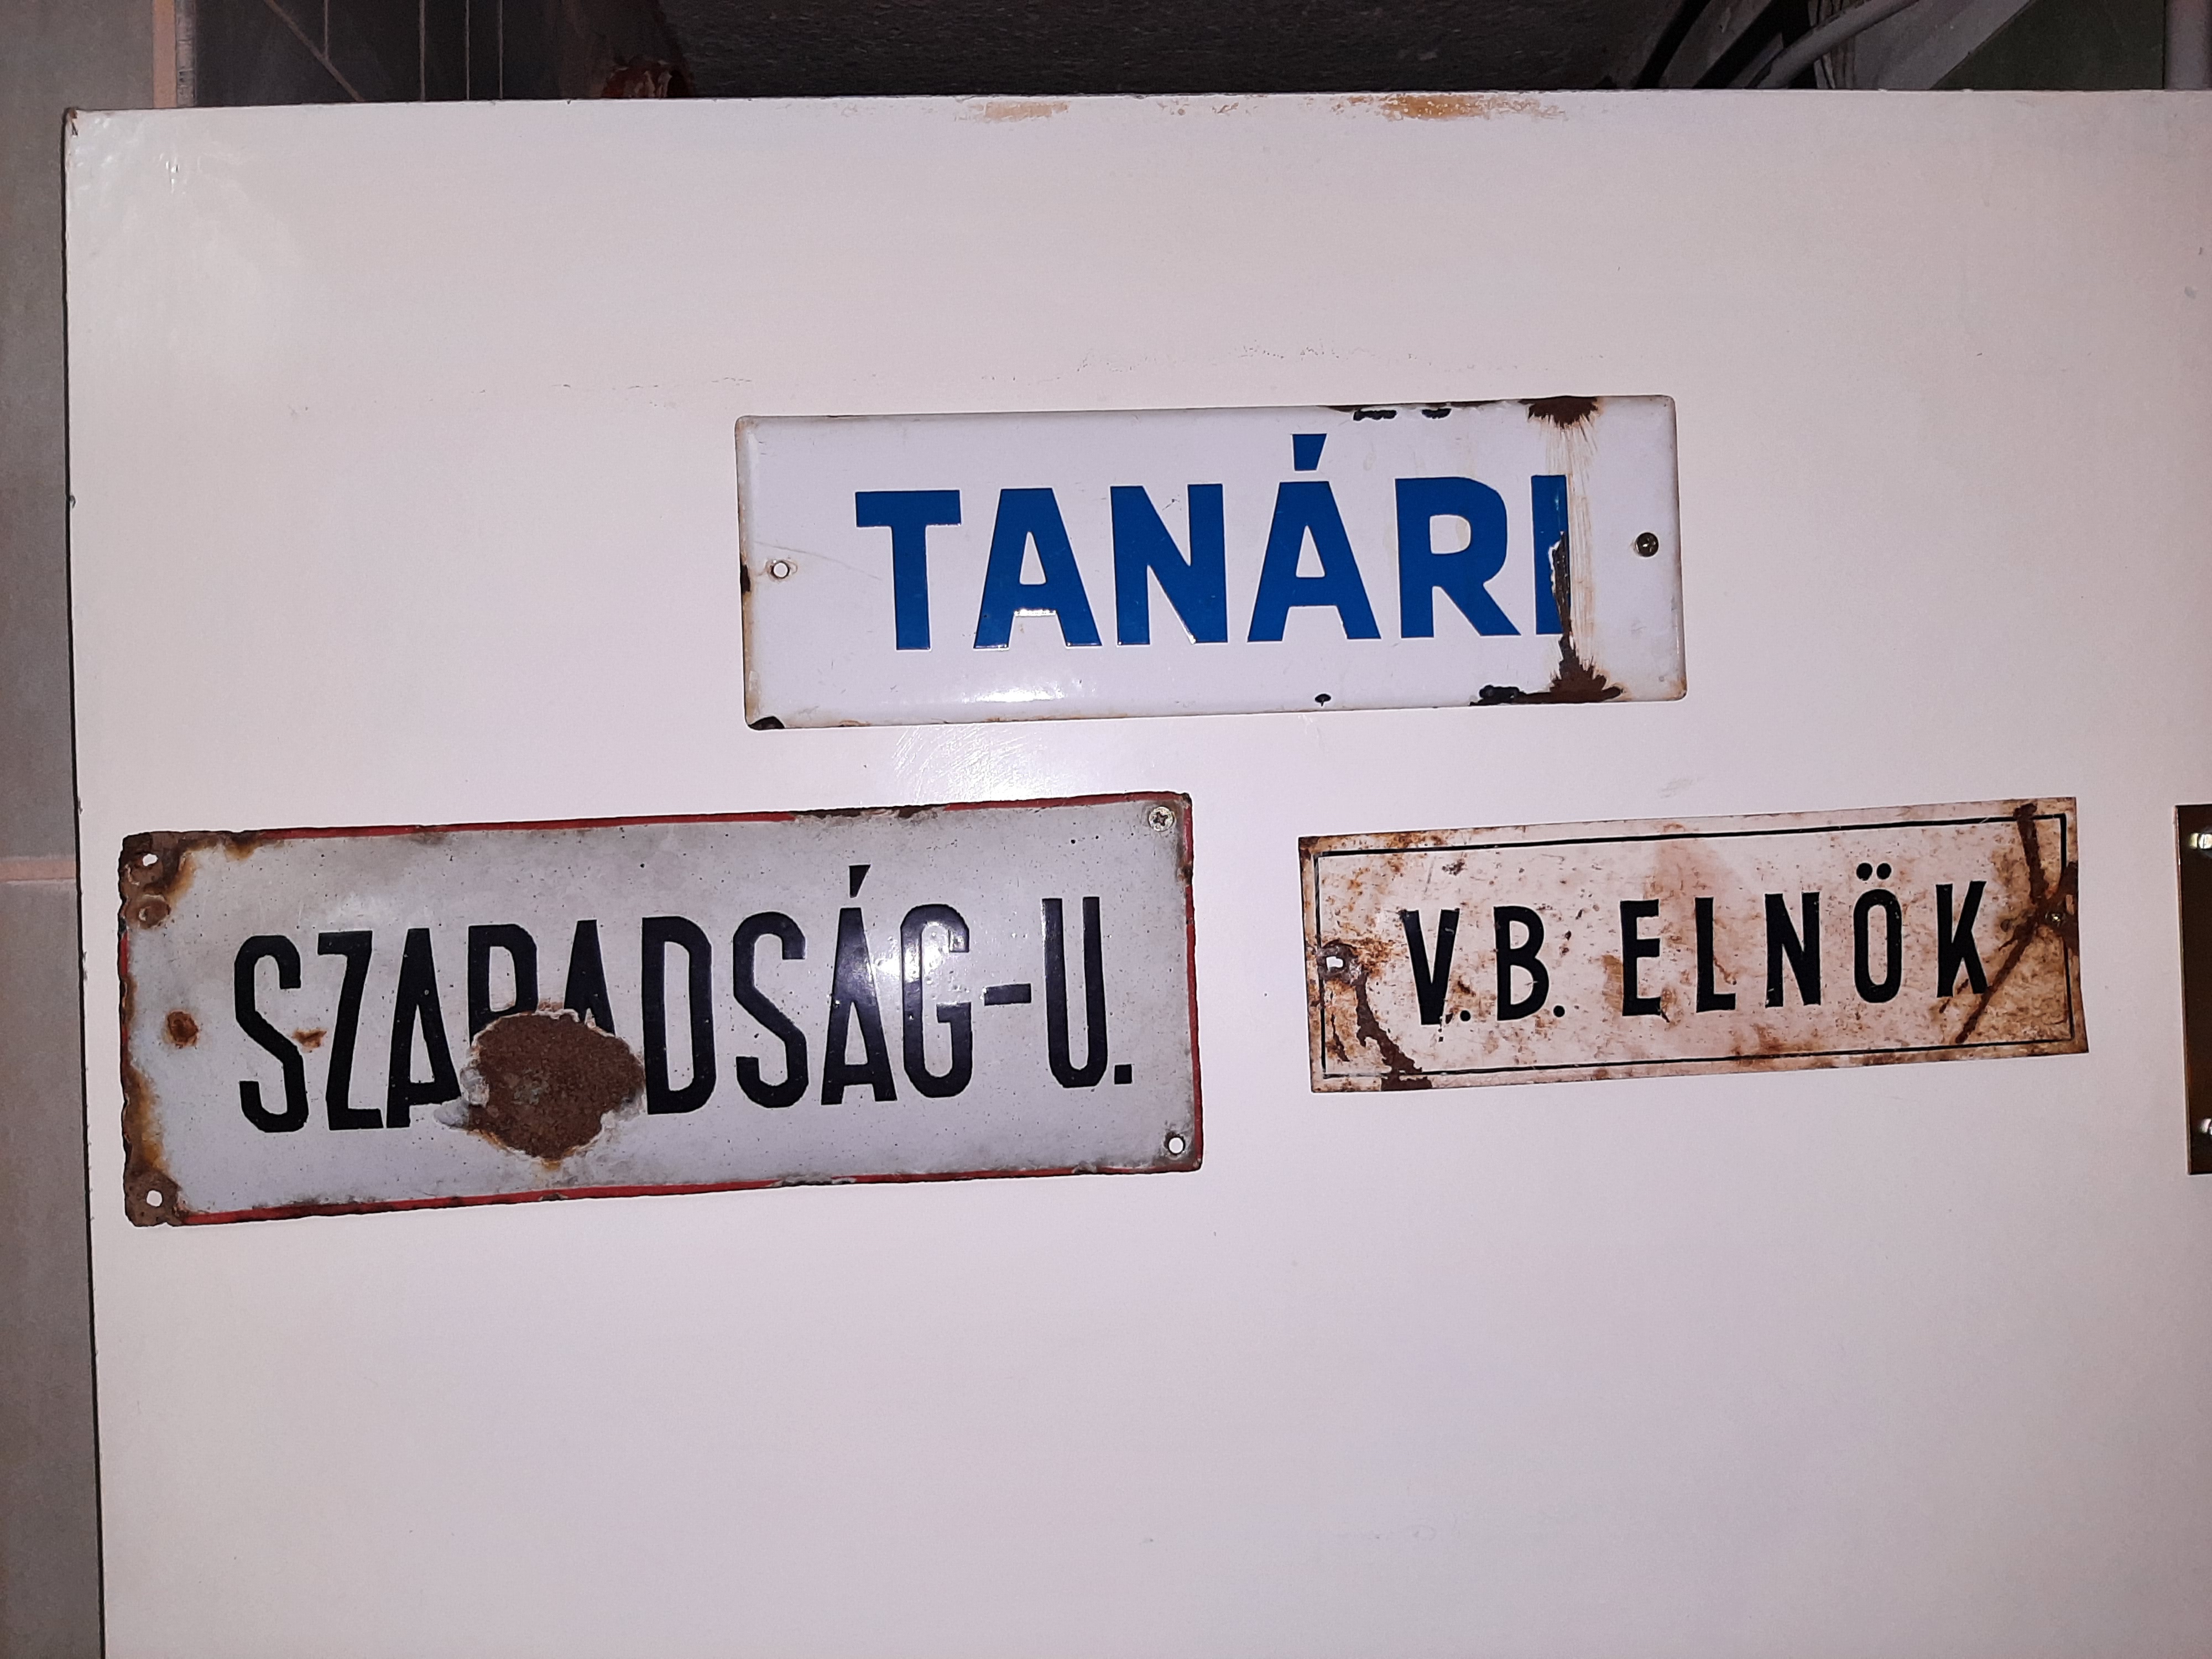 TANÁRI
SZABADSÁG-U.
V.B. ELNÖK